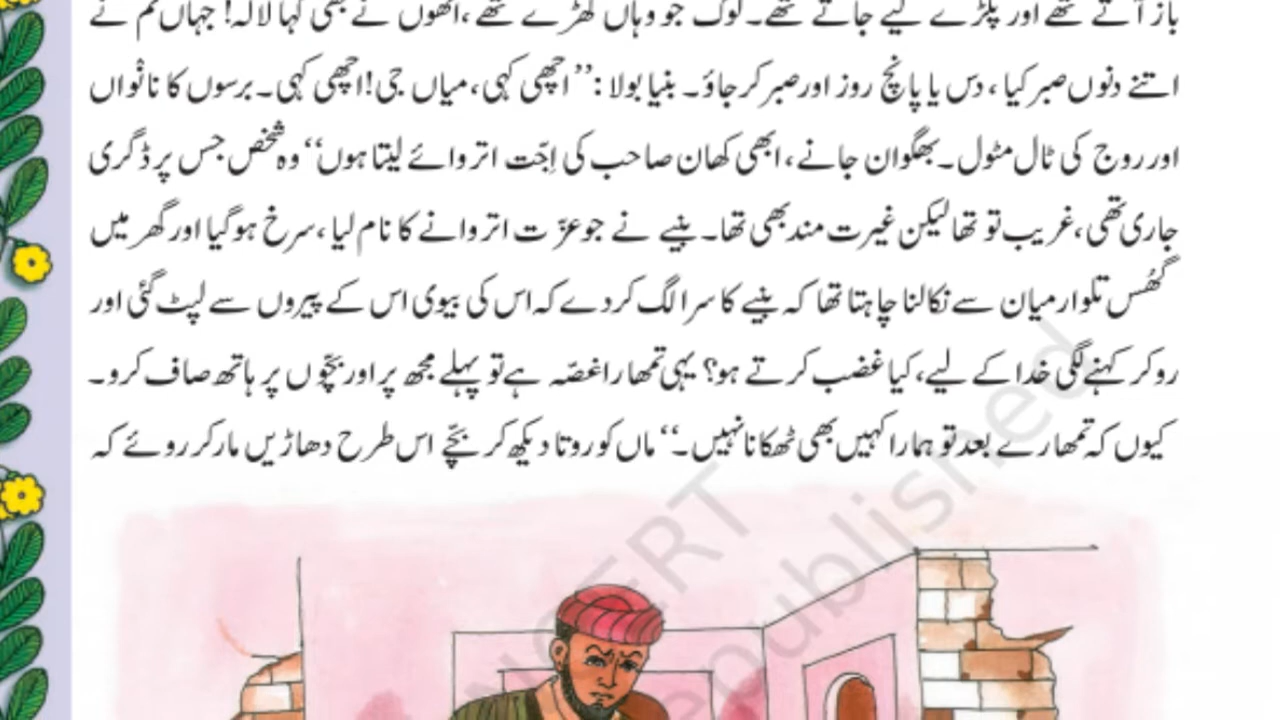 باز آتے تھے اور پکڑے لیے جاتے تھے۔ لوگ جو وہاں کھڑے تھے، انھوں نے بھی کہا لالہ! جہاں تم نے
اتنے دنوں صبر کیا، دس یا پانچ روز اور صبر کر جاؤ۔ بنیا بولا: ’’اچھی کہی، میاں جی! اچھی کہی۔ برسوں کا نانْواں
اور روج کی ٹال مٹول۔ بھگوان جانے، ابھی کھان صاحب کی اِجّت اتروائے لیتا ہوں‘‘ وہ شخص جس پر ڈگری
جاری تھی، غریب تو تھا لیکن غیرت مند بھی تھا۔ بنیے نے جو عزّت اتروانے کا نام لیا، سرخ ہو گیا اور گھر میں
گھُس تلوار میان سے نکالنا چاہتا تھا کہ بنیے کا سر الگ کر دے کہ اس کی بیوی اس کے پیروں سے لپٹ گئی اور
رو کر کہنے لگی خدا کے لیے، کیا غضب کرتے ہو؟ یہی تمھارا غصّہ ہے تو پہلے مجھ پر اور بچّوں پر ہاتھ صاف کرو۔
کیوں کہ تمھارے بعد تو ہمارا کہیں بھی ٹھکانا نہیں۔‘‘ ماں کو روتا دیکھ کر بچّے اس طرح دھاڑیں مار کر روئے کہ
NCERT
republished